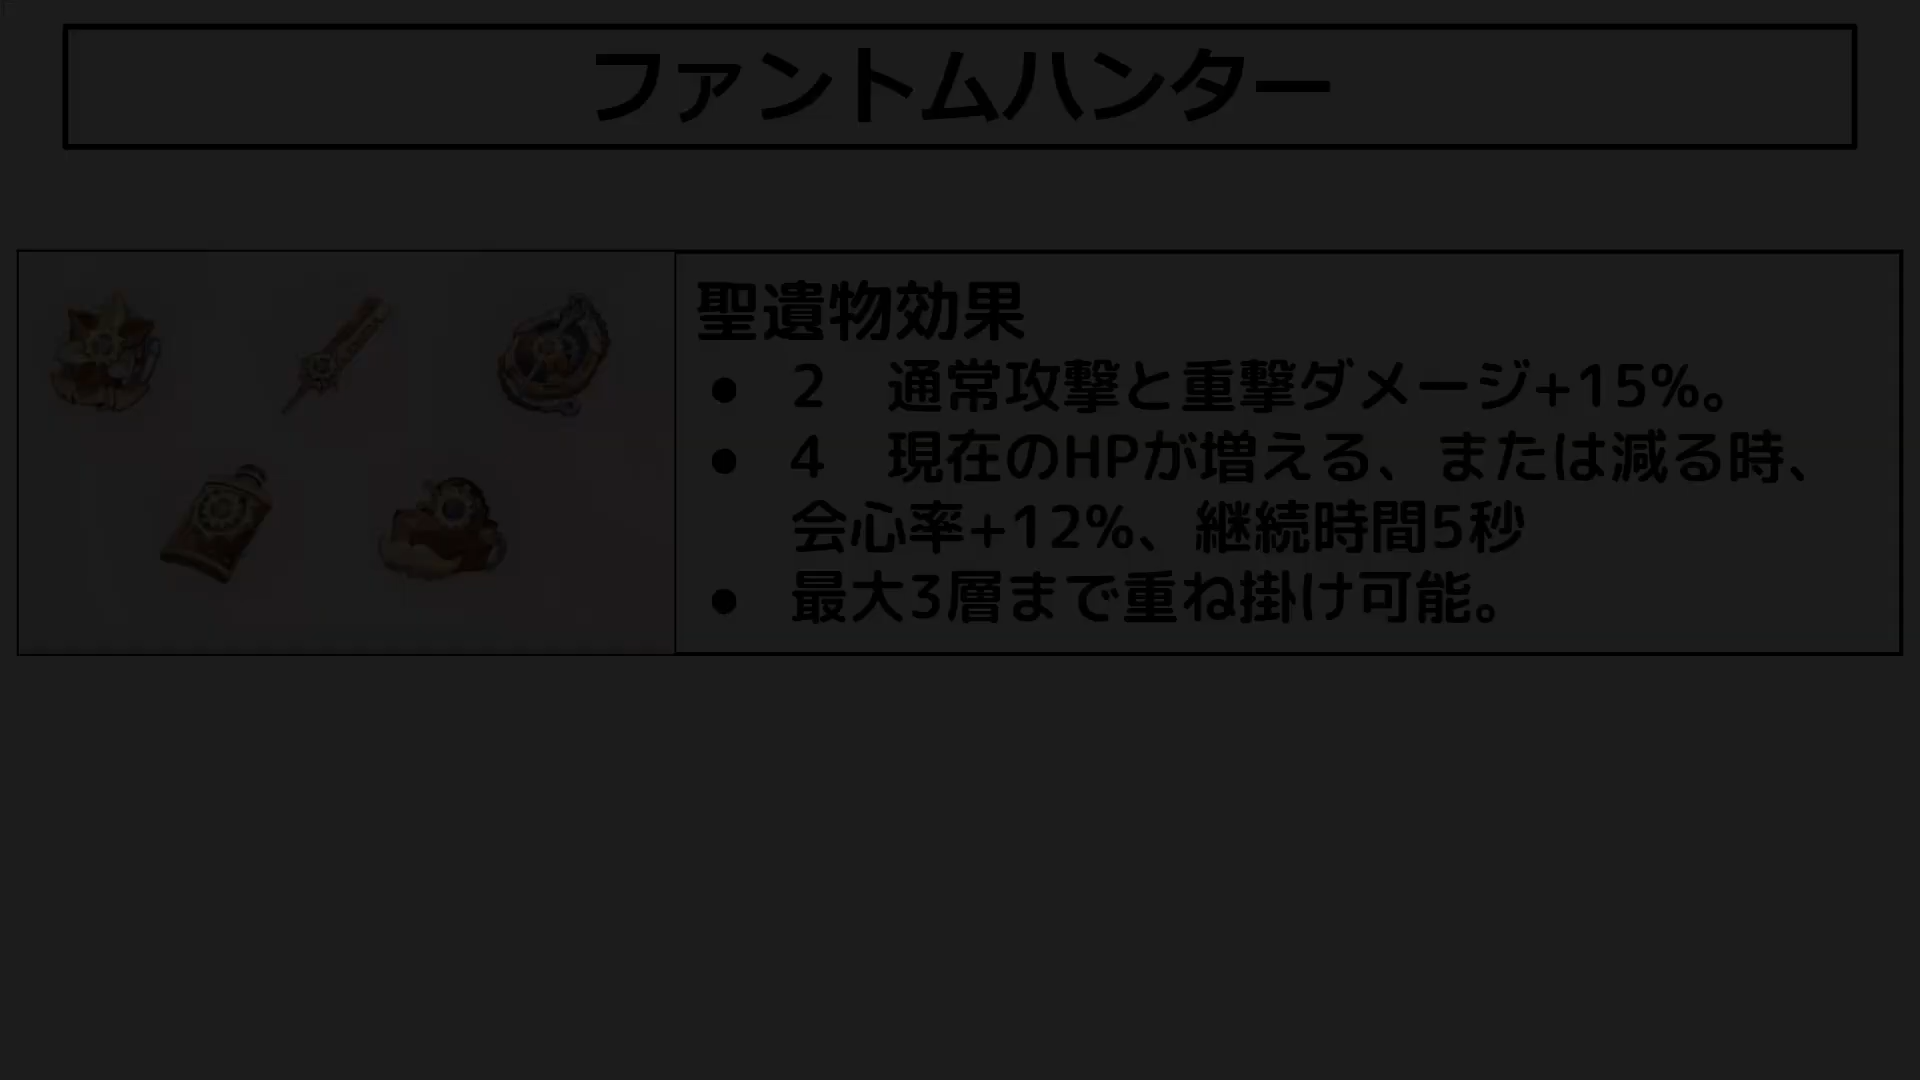 ファントムハンター
聖遺物効果
● 2 通常攻撃と重撃ダメージ+15%。
● 4 現在のHPが増える、または減る時、
会心率+12%、継続時間5秒
● 最大3層まで重ね掛け可能。